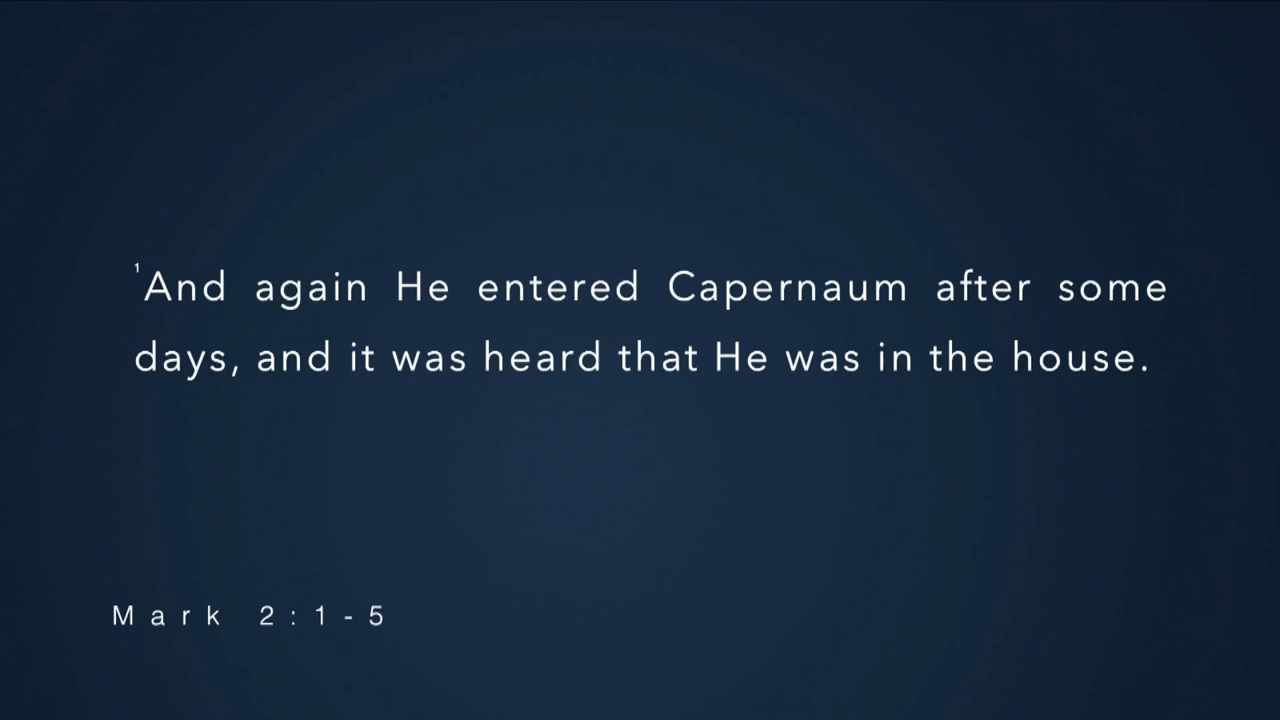 ¹And again He entered Capernaum after some
days, and it was heard that He was in the house.
Mark 2:1-5